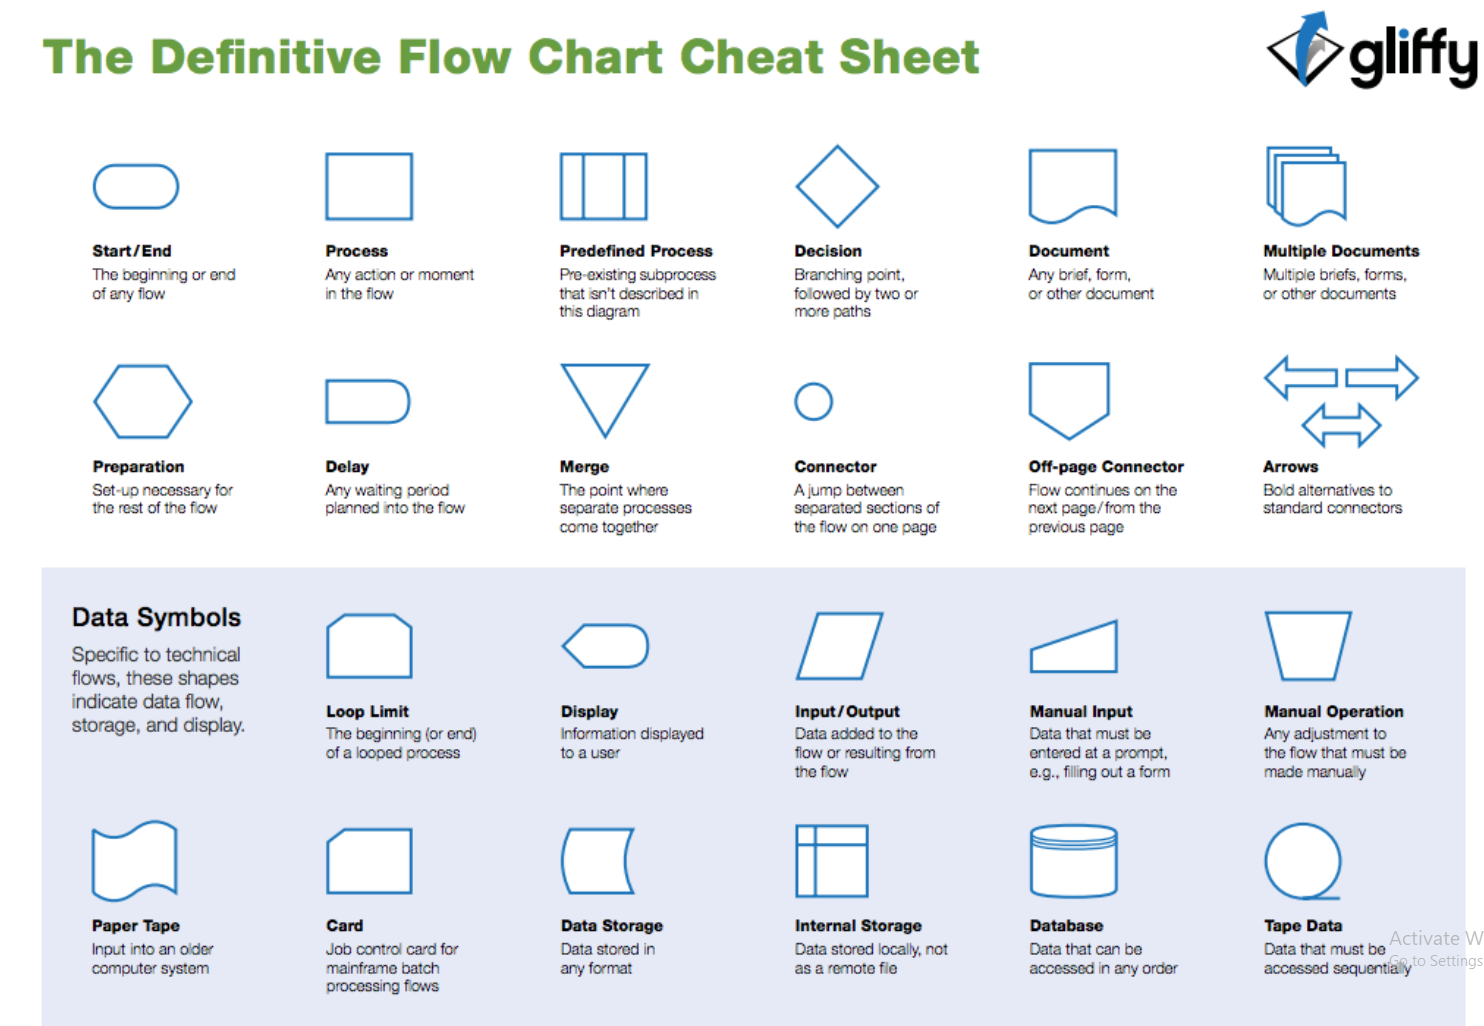 The Definitive Flow Chart Cheat Sheet
gliffy
Start/End
The beginning or end
of any flow
Process
Any action or moment
in the flow
Predefined Process
Pre-existing subprocess
that isn't described in
this diagram
Decision
Branching point,
followed by two or
more paths
Document
Any brief, form,
or other document
Multiple Documents
Multiple briefs, forms,
or other documents
Preparation
Set-up necessary for
the rest of the flow
Delay
Any waiting period
planned into the flow
Merge
The point where
separate processes
come together
Connector
A jump between
separated sections of
the flow on one page
Off-page Connector
Flow continues on the
next page/from the
previous page
Arrows
Bold alternatives to
standard connectors
Data Symbols
Specific to technical
flows, these shapes
indicate data flow,
storage, and display.
Loop Limit
The beginning (or end)
of a looped process
Display
Information displayed
to a user
Input/Output
Data added to the
flow or resulting from
the flow
Manual Input
Data that must be
entered at a prompt,
e.g., filling out a form
Manual Operation
Any adjustment to
the flow that must be
made manually
Paper Tape
Input into an older
computer system
Card
Job control card for
mainframe batch
processing flows
Data Storage
Data stored in
any format
Internal Storage
Data stored locally, not
as a remote file
Database
Data that can be
accessed in any order
Tape Data
Data that must be
accessed sequentially
Activate W
Go to Settings